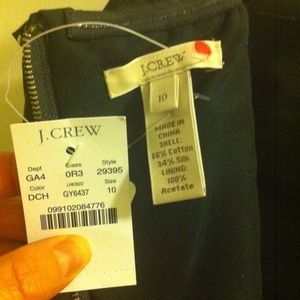 J.CREW
10
MADE IN
CHINA
SHELL:
66% Cotton
34% Silk
LINING:
100%
Acetate
J.CREW
Dept Class Style
GA4 0R3 29395
Color Size
DCH GY6437 10
099102084776